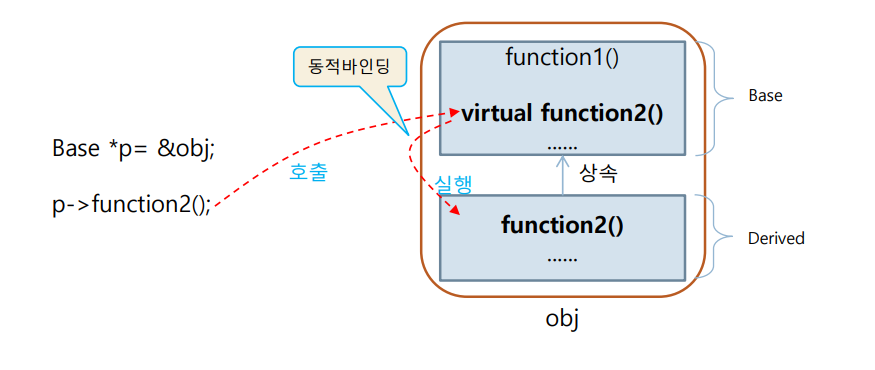 동적바인딩
function1()
virtual function2()
......
Base
Base *p= &obj;
호출
p->function2();
실행
상속
function2()
......
Derived
obj